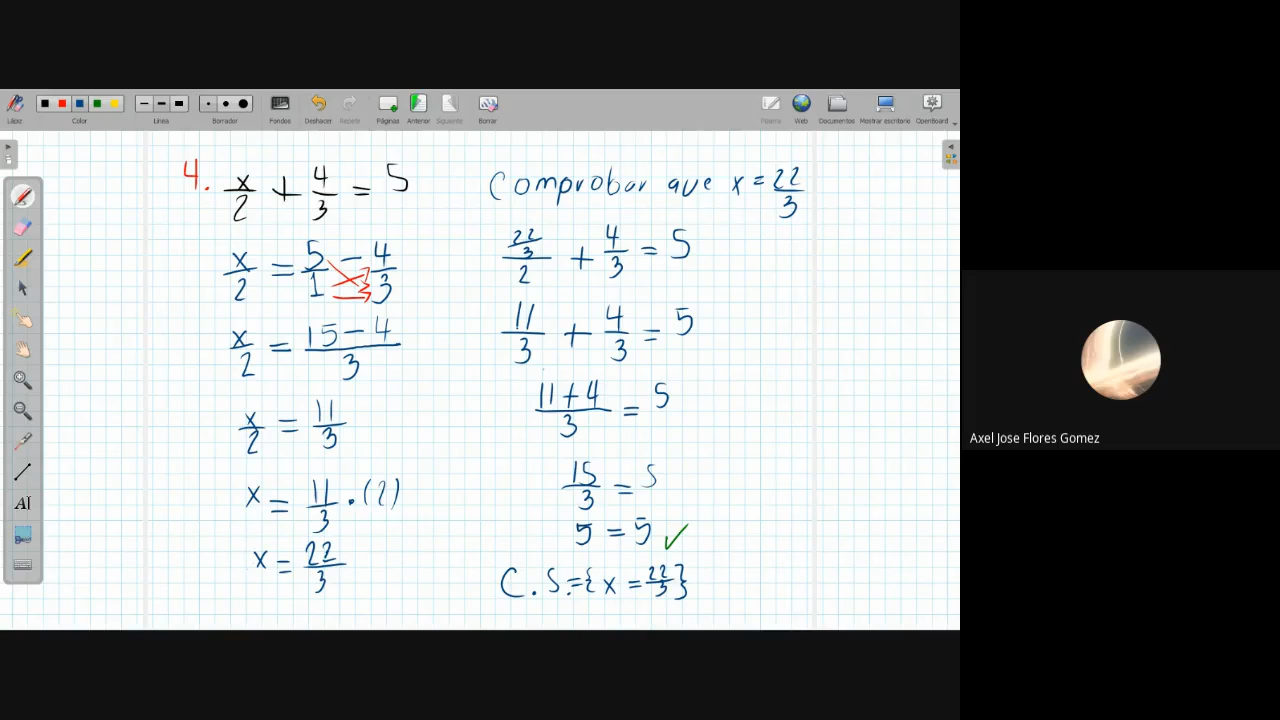 Lápiz Color Línea Borrador Fondos Deshacer Repetir Páginas Anterior Siguiente Borrar Pizarra Web Documentos Mostrar escritorio OpenBoard
4. x/2 + 4/3 = 5
x/2 = 5/1 - 4/3
x/2 = (15 - 4)/3
x/2 = 11/3
x = 11/3 · (2)
x = 22/3
Comprobar que x = 22/3
(22/3)/2 + 4/3 = 5
11/3 + 4/3 = 5
(11 + 4)/3 = 5
15/3 = 5
5 = 5 ✓
C.S.={x = 22/3}
Axel Jose Flores Gomez